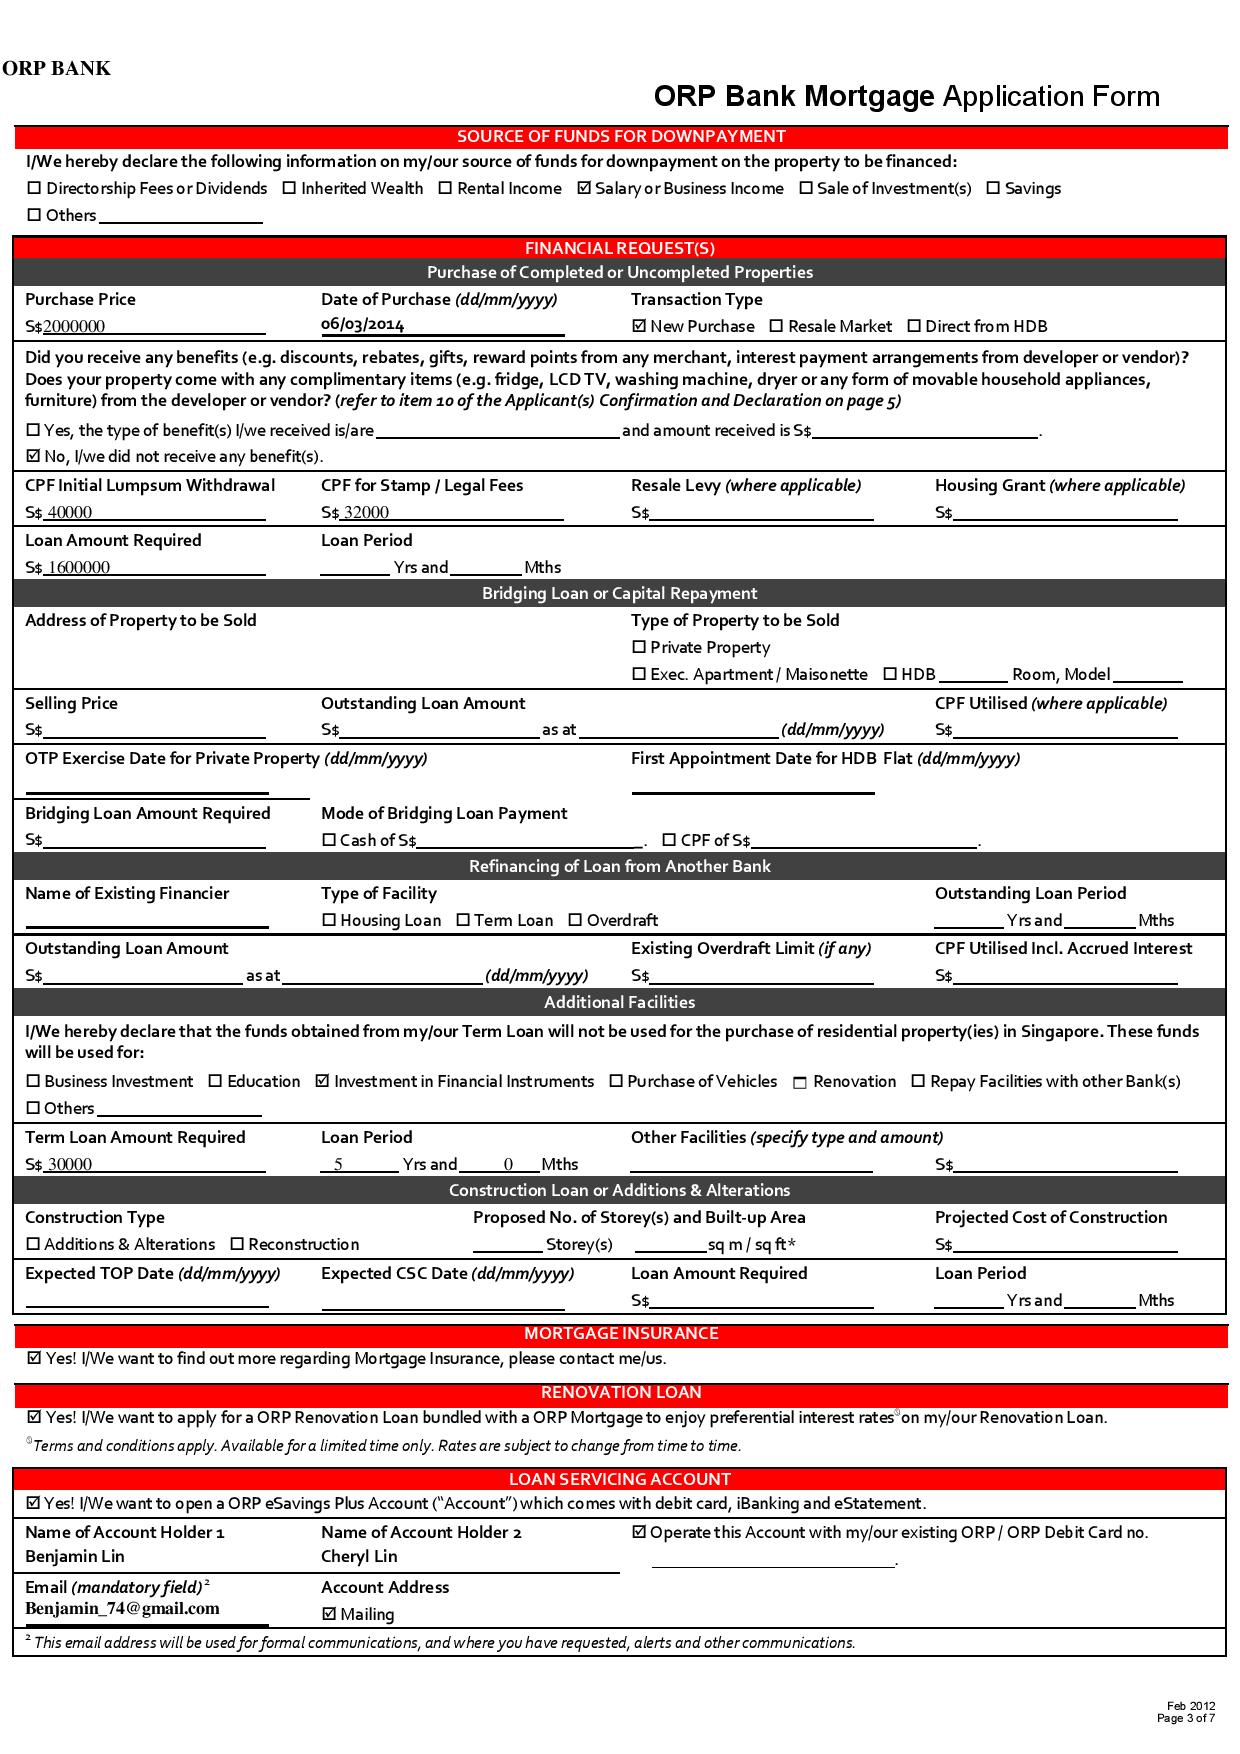 ORP BANK
ORP Bank Mortgage Application Form
SOURCE OF FUNDS FOR DOWNPAYMENT
I/We hereby declare the following information on my/our source of funds for downpayment on the property to be financed:
☐ Directorship Fees or Dividends ☐ Inherited Wealth ☐ Rental Income ☑ Salary or Business Income ☐ Sale of Investment(s) ☐ Savings
☐ Others
FINANCIAL REQUEST(S)
Purchase of Completed or Uncompleted Properties
Purchase Price Date of Purchase (dd/mm/yyyy) Transaction Type
S$2000000 06/03/2014 ☑ New Purchase ☐ Resale Market ☐ Direct from HDB
Did you receive any benefits (e.g. discounts, rebates, gifts, reward points from any merchant, interest payment arrangements from developer or vendor)?
Does your property come with any complimentary items (e.g. fridge, LCD TV, washing machine, dryer or any form of movable household appliances,
furniture) from the developer or vendor? (refer to item 10 of the Applicant(s) Confirmation and Declaration on page 5)
☐ Yes, the type of benefit(s) I/we received is/are and amount received is S$ .
☑ No, I/we did not receive any benefit(s).
CPF Initial Lumpsum Withdrawal CPF for Stamp / Legal Fees Resale Levy (where applicable) Housing Grant (where applicable)
S$ 40000 S$ 32000 S$ S$
Loan Amount Required Loan Period
S$ 1600000 Yrs and Mths
Bridging Loan or Capital Repayment
Address of Property to be Sold Type of Property to be Sold
☐ Private Property
☐ Exec. Apartment / Maisonette ☐ HDB Room, Model
Selling Price Outstanding Loan Amount CPF Utilised (where applicable)
S$ S$ as at (dd/mm/yyyy) S$
OTP Exercise Date for Private Property (dd/mm/yyyy) First Appointment Date for HDB Flat (dd/mm/yyyy)
Bridging Loan Amount Required Mode of Bridging Loan Payment
S$ ☐ Cash of S$ . ☐ CPF of S$ .
Refinancing of Loan from Another Bank
Name of Existing Financier Type of Facility Outstanding Loan Period
☐ Housing Loan ☐ Term Loan ☐ Overdraft Yrs and Mths
Outstanding Loan Amount Existing Overdraft Limit (if any) CPF Utilised Incl. Accrued Interest
S$ as at (dd/mm/yyyy) S$ S$
Additional Facilities
I/We hereby declare that the funds obtained from my/our Term Loan will not be used for the purchase of residential property(ies) in Singapore. These funds
will be used for:
☐ Business Investment ☐ Education ☑ Investment in Financial Instruments ☐ Purchase of Vehicles ☐ Renovation ☐ Repay Facilities with other Bank(s)
☐ Others
Term Loan Amount Required Loan Period Other Facilities (specify type and amount)
S$ 30000 5 Yrs and 0 Mths S$
Construction Loan or Additions & Alterations
Construction Type Proposed No. of Storey(s) and Built-up Area Projected Cost of Construction
☐ Additions & Alterations ☐ Reconstruction Storey(s) sq m / sq ft* S$
Expected TOP Date (dd/mm/yyyy) Expected CSC Date (dd/mm/yyyy) Loan Amount Required Loan Period
S$ Yrs and Mths
MORTGAGE INSURANCE
☑ Yes! I/We want to find out more regarding Mortgage Insurance, please contact me/us.
RENOVATION LOAN
☑ Yes! I/We want to apply for a ORP Renovation Loan bundled with a ORP Mortgage to enjoy preferential interest rates on my/our Renovation Loan.
Terms and conditions apply. Available for a limited time only. Rates are subject to change from time to time.
LOAN SERVICING ACCOUNT
☑ Yes! I/We want to open a ORP eSavings Plus Account (“Account”) which comes with debit card, iBanking and eStatement.
Name of Account Holder 1 Name of Account Holder 2 ☑ Operate this Account with my/our existing ORP / ORP Debit Card no.
Benjamin Lin Cheryl Lin .
Email (mandatory field)² Account Address
Benjamin_74@gmail.com ☑ Mailing
² This email address will be used for formal communications, and where you have requested, alerts and other communications.
Feb 2012
Page 3 of 7